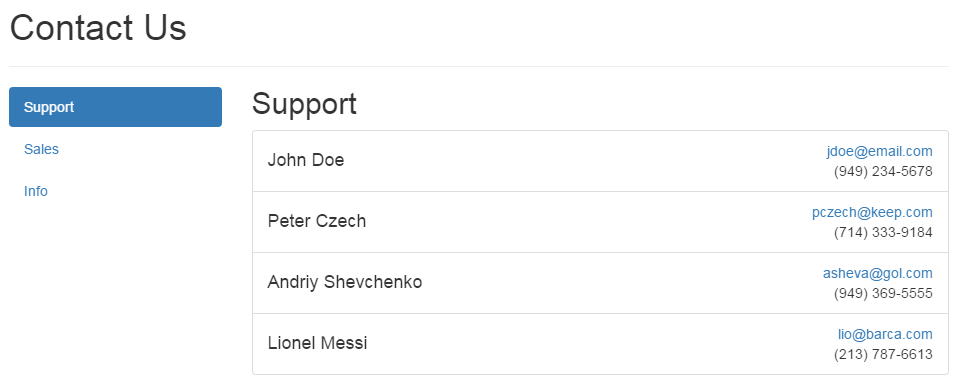 Contact Us
Support
Sales
Info
Support
John Doe
jdoe@email.com
(949) 234-5678
Peter Czech
pczech@keep.com
(714) 333-9184
Andriy Shevchenko
asheva@gol.com
(949) 369-5555
Lionel Messi
lio@barca.com
(213) 787-6613